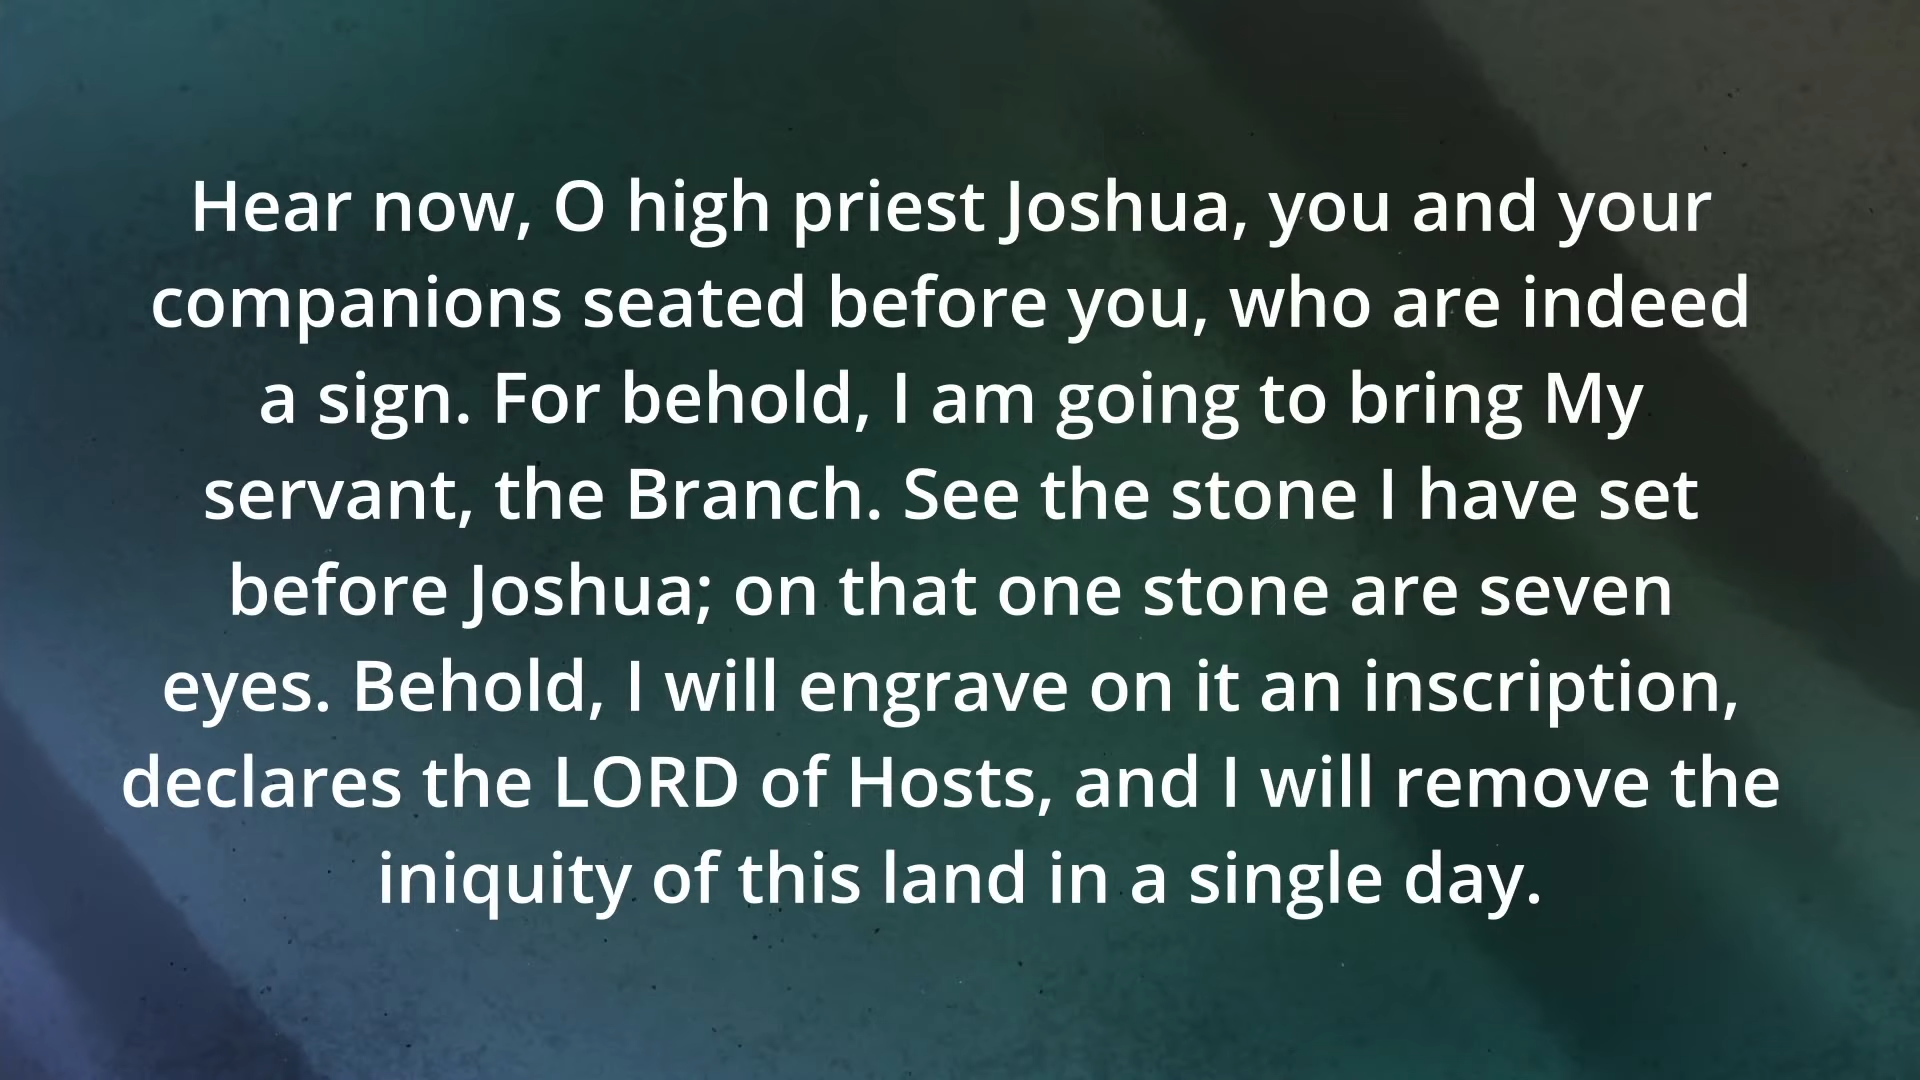 Hear now, O high priest Joshua, you and your
companions seated before you, who are indeed
a sign. For behold, I am going to bring My
servant, the Branch. See the stone I have set
before Joshua; on that one stone are seven
eyes. Behold, I will engrave on it an inscription,
declares the LORD of Hosts, and I will remove the
iniquity of this land in a single day.